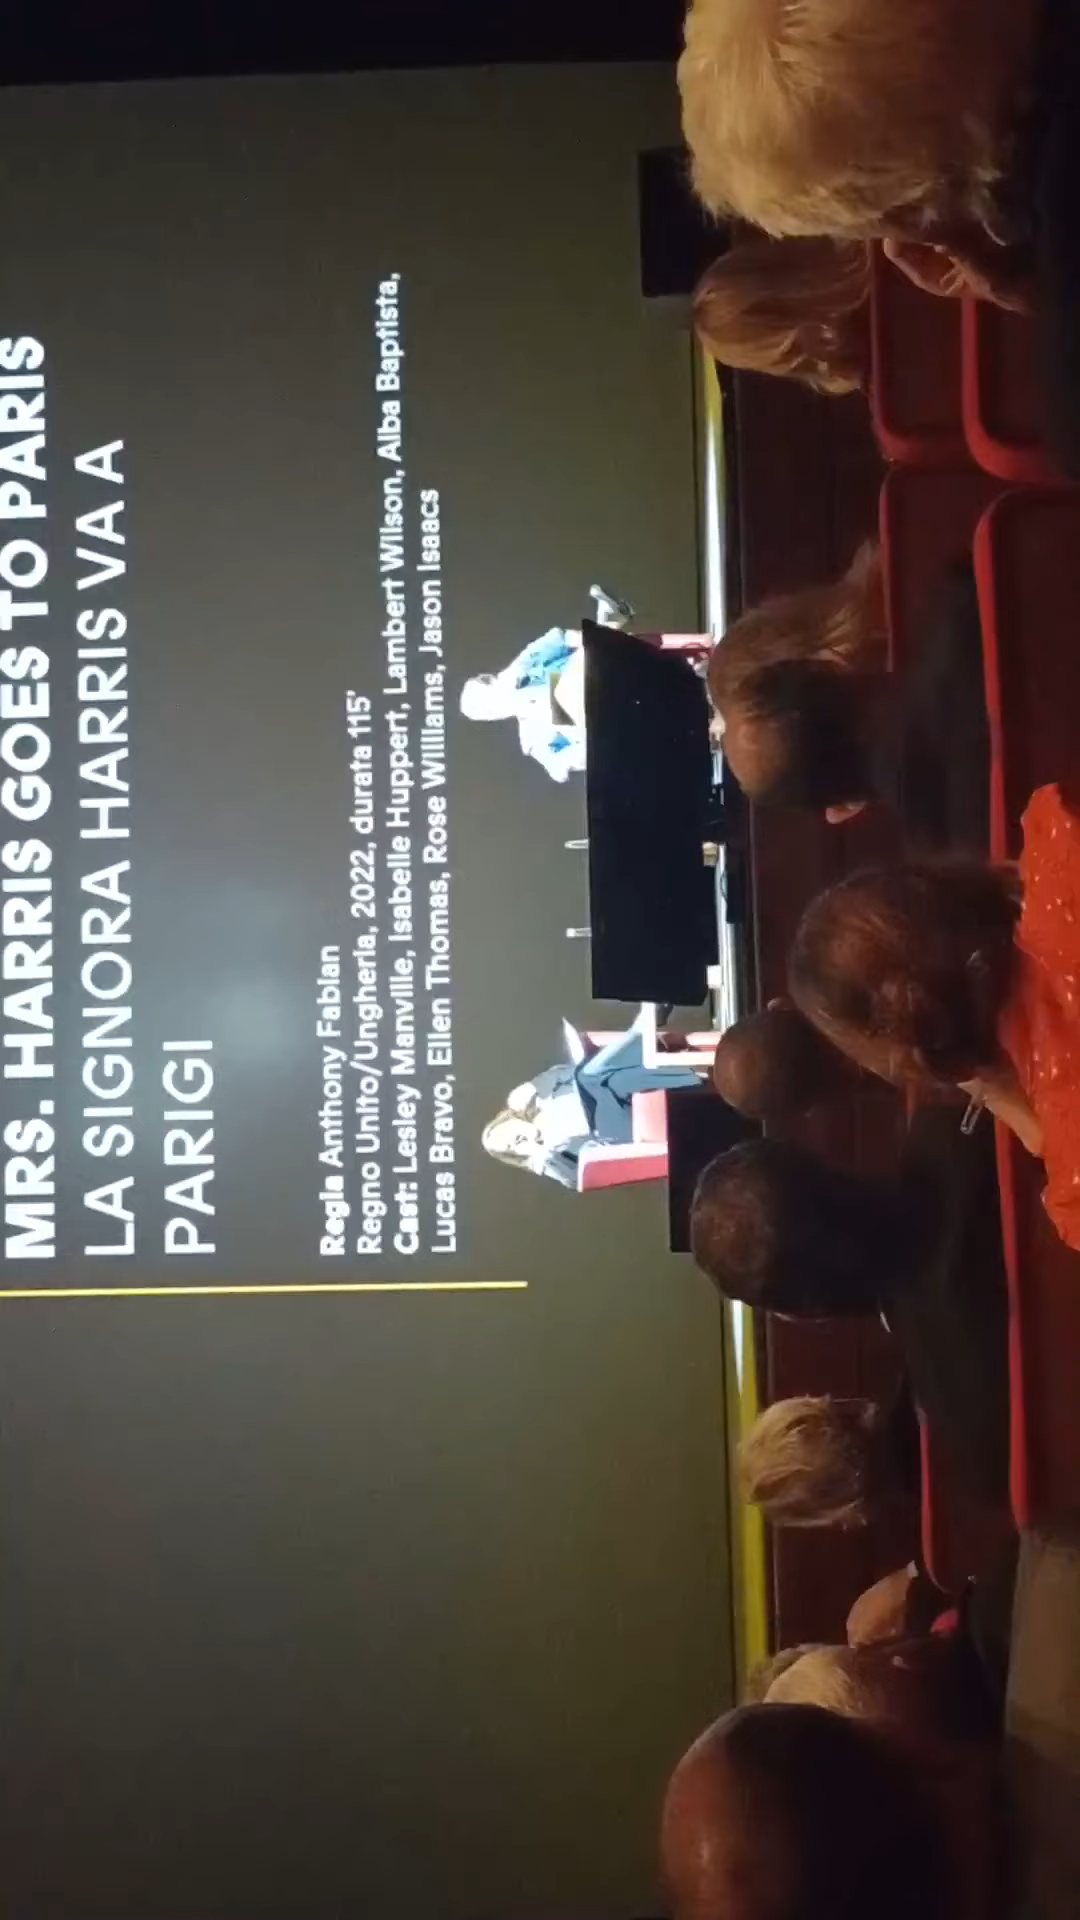 MRS. HARRIS GOES TO PARIS
LA SIGNORA HARRIS VA A
PARIGI
Regia Anthony Fabian
Regno Unito/Ungheria, 2022, durata 115'
Cast: Lesley Manville, Isabelle Huppert, Lambert Wilson, Alba Baptista,
Lucas Bravo, Ellen Thomas, Rose Williams, Jason Isaacs